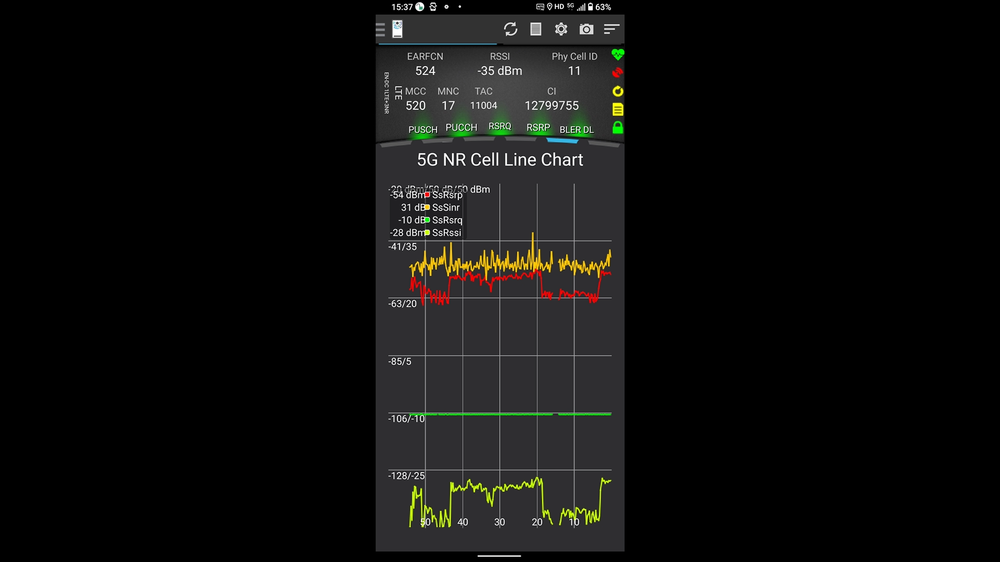 15:37 HD 5G 63%
EARFCN RSSI Phy Cell ID
524 -35 dBm 11
EN-DC 1LTE+3NR
LTE
MCC MNC TAC CI
520 17 11004 12799755
PUSCH PUCCH RSRQ RSRP BLER DL
5G NR Cell Line Chart
-20 dBm/50 dB/50 dBm
-54 dBm SsRsrp
31 dB SsSinr
-10 dB SsRsrq
-28 dBm SsRssi
-41/35
-63/20
-85/5
-106/-10
-128/-25
50 40 30 20 10